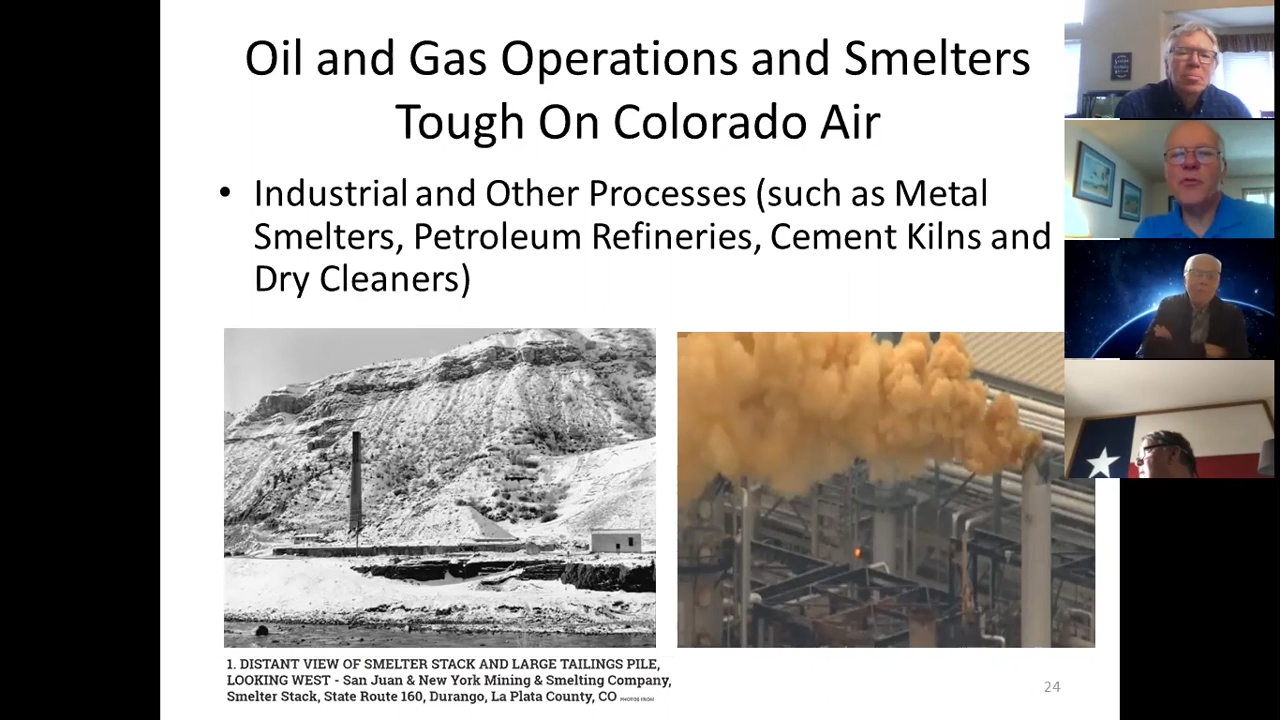 Oil and Gas Operations and Smelters
Tough On Colorado Air
• Industrial and Other Processes (such as Metal
Smelters, Petroleum Refineries, Cement Kilns and
Dry Cleaners)
1. DISTANT VIEW OF SMELTER STACK AND LARGE TAILINGS PILE,
LOOKING WEST - San Juan & New York Mining & Smelting Company,
Smelter Stack, State Route 160, Durango, La Plata County, CO
24